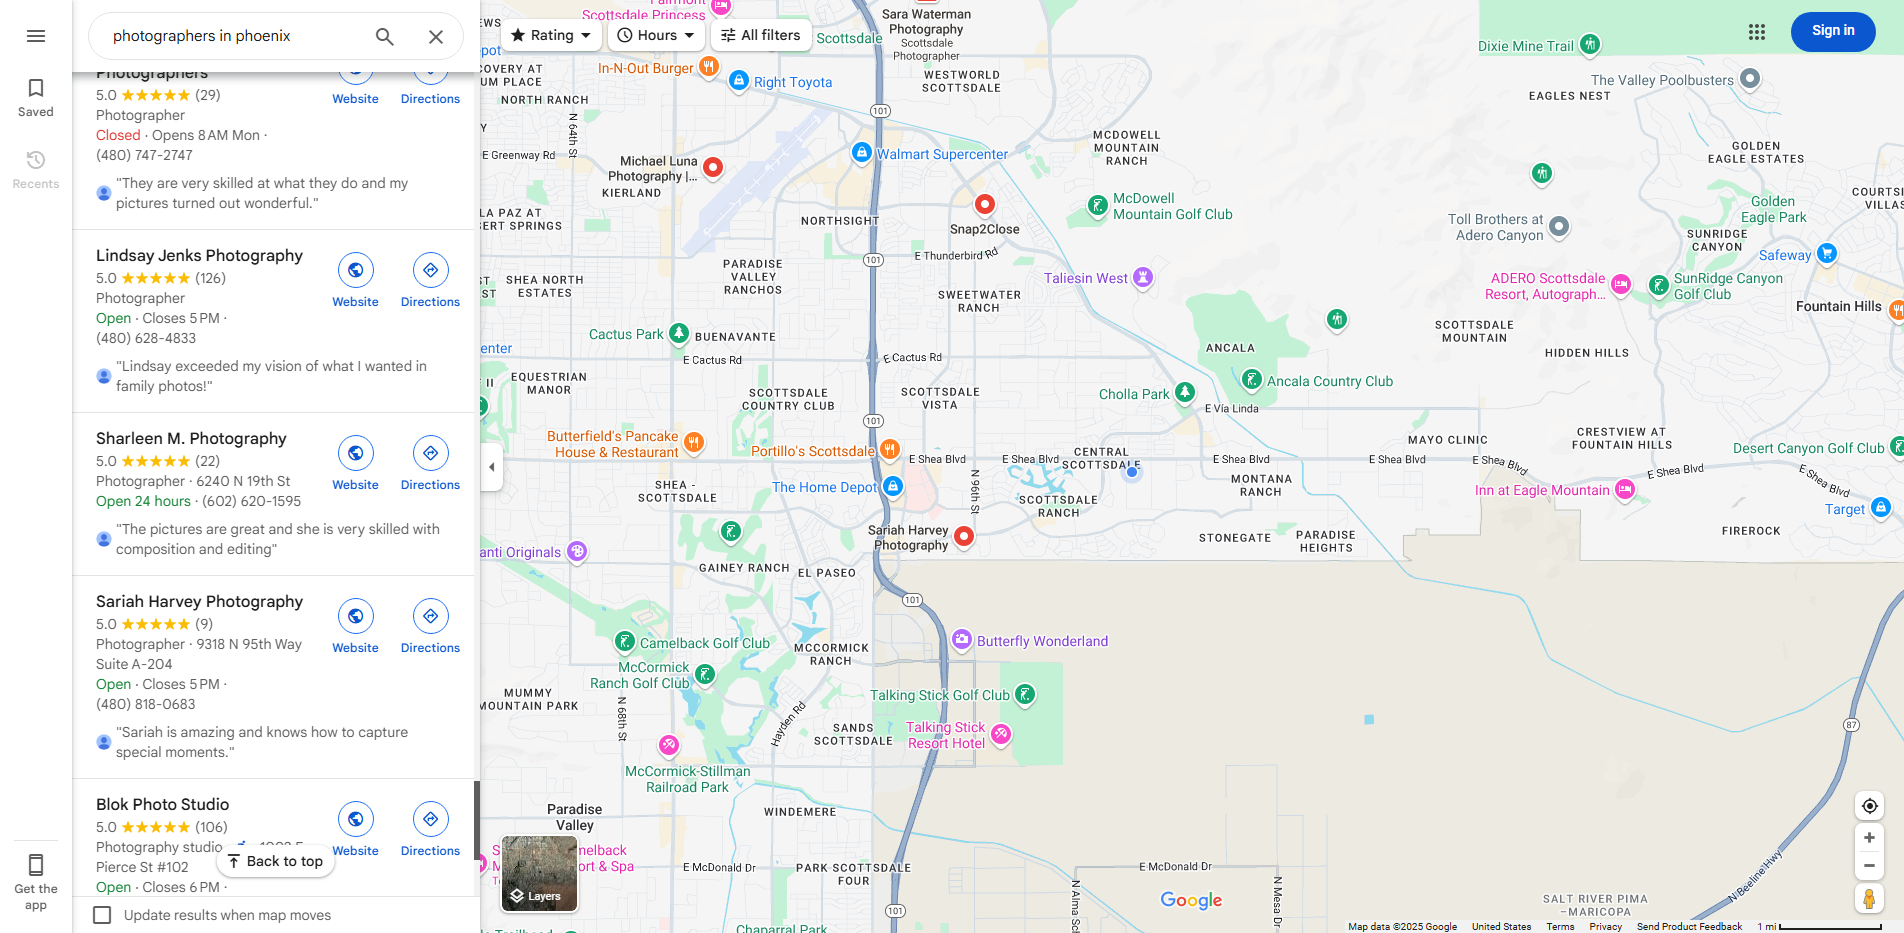 photographers in phoenix
Saved
Recents
Get the
app
Photographers
5.0 (29)
Photographer
Closed · Opens 8 AM Mon ·
(480) 747-2747
"They are very skilled at what they do and my
pictures turned out wonderful."
Website
Directions
Lindsay Jenks Photography
5.0 (126)
Photographer
Open · Closes 5 PM ·
(480) 628-4833
"Lindsay exceeded my vision of what I wanted in
family photos!"
Website
Directions
Sharleen M. Photography
5.0 (22)
Photographer · 6240 N 19th St
Open 24 hours · (602) 620-1595
"The pictures are great and she is very skilled with
composition and editing"
Website
Directions
Sariah Harvey Photography
5.0 (9)
Photographer · 9318 N 95th Way
Suite A-204
Open · Closes 5 PM ·
(480) 818-0683
"Sariah is amazing and knows how to capture
special moments."
Website
Directions
Blok Photo Studio
5.0 (106)
Photography studio
Pierce St #102
Open · Closes 6 PM ·
Website
Directions
Back to top
Update results when map moves
Rating
Hours
All filters
Sign in
Scottsdale Princess
Sara Waterman
Photography
Scottsdale
Photographer
Scottsdale
In-N-Out Burger
Right Toyota
WESTWORLD
SCOTTSDALE
Dixie Mine Trail
The Valley Poolbusters
EAGLES NEST
NORTH RANCH
N 64th St
101
E Greenway Rd
Michael Luna
Photography |...
KIERLAND
Walmart Supercenter
MCDOWELL
MOUNTAIN
RANCH
GOLDEN
EAGLE ESTATES
Golden
Eagle Park
McDowell
Mountain Golf Club
Snap2Close
NORTHSIGHT
E Thunderbird Rd
101
Toll Brothers at
Adero Canyon
SUNRIDGE
CANYON
Safeway
SHEA NORTH
ESTATES
PARADISE
VALLEY
RANCHOS
SWEETWATER
RANCH
Taliesin West
ADERO Scottsdale
Resort, Autograph...
SunRidge Canyon
Golf Club
Fountain Hills
Cactus Park
BUENAVANTE
E Cactus Rd
E Cactus Rd
ANCALA
SCOTTSDALE
MOUNTAIN
HIDDEN HILLS
EQUESTRIAN
MANOR
SCOTTSDALE
COUNTRY CLUB
SCOTTSDALE
VISTA
Cholla Park
Ancala Country Club
E Vía Linda
101
Butterfield's Pancake
House & Restaurant
Portillo's Scottsdale
E Shea Blvd
E Shea Blvd
CENTRAL
SCOTTSDALE
E Shea Blvd
E Shea Blvd
MAYO CLINIC
E Shea Blvd
CRESTVIEW AT
FOUNTAIN HILLS
Desert Canyon Golf Club
E Shea Blvd
E Shea Blvd
SHEA -
SCOTTSDALE
The Home Depot
N 96th St
SCOTTSDALE
RANCH
MONTANA
RANCH
Inn at Eagle Mountain
Target
Sariah Harvey
Photography
STONEGATE
PARADISE
HEIGHTS
FIREROCK
anti Originals
GAINEY RANCH
EL PASEO
101
Camelback Golf Club
McCormick
Ranch Golf Club
MCCORMICK
RANCH
Butterfly Wonderland
MUMMY
MOUNTAIN PARK
N 68th St
Hayden Rd
Talking Stick Golf Club
SANDS
SCOTTSDALE
Talking Stick
Resort Hotel
87
McCormick-Stillman
Railroad Park
Paradise
Valley
WINDEMERE
Layers
E McDonald Dr
PARK SCOTTSDALE
FOUR
E McDonald Dr
101
N Beeline Hwy
Google
SALT RIVER PIMA
–MARICOPA
Chaparral Park
Map data ©2025 Google
United States
Terms
Privacy
Send Product Feedback
1 mi